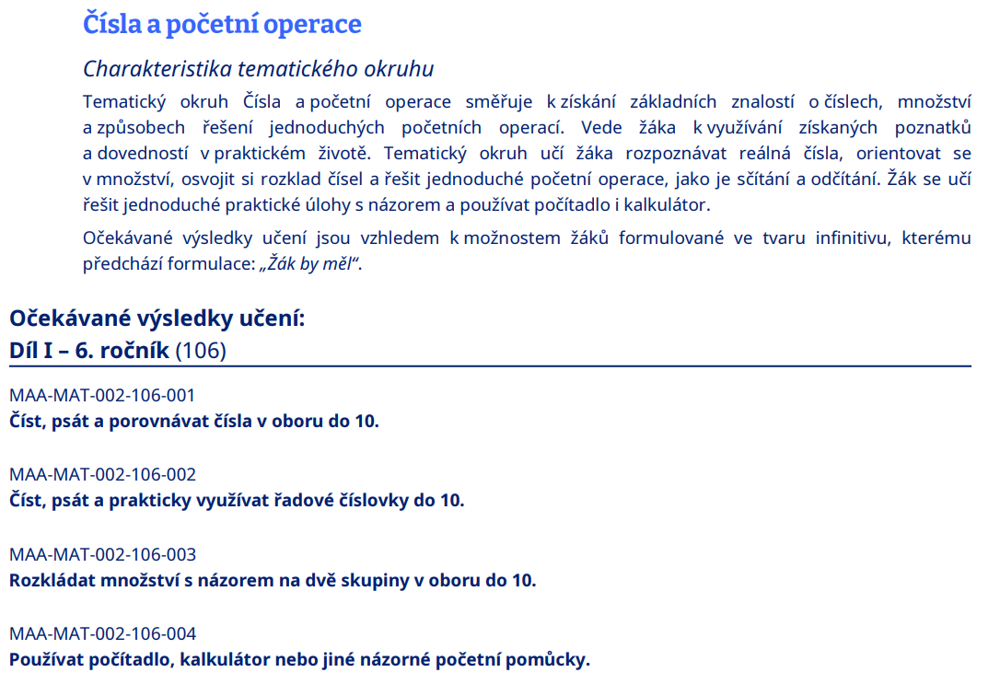 Čísla a početní operace
Charakteristika tematického okruhu
Tematický okruh Čísla a početní operace směřuje k získání základních znalostí o číslech, množství
a způsobech řešení jednoduchých početních operací. Vede žáka k využívání získaných poznatků
a dovedností v praktickém životě. Tematický okruh učí žáka rozpoznávat reálná čísla, orientovat se
v množství, osvojit si rozklad čísel a řešit jednoduché početní operace, jako je sčítání a odčítání. Žák se učí
řešit jednoduché praktické úlohy s názorem a používat počítadlo i kalkulátor.
Očekávané výsledky učení jsou vzhledem k možnostem žáků formulované ve tvaru infinitivu, kterému
předchází formulace: „Žák by měl“.
Očekávané výsledky učení:
Díl I – 6. ročník (106)
MAA-MAT-002-106-001
Číst, psát a porovnávat čísla v oboru do 10.
MAA-MAT-002-106-002
Číst, psát a prakticky využívat řadové číslovky do 10.
MAA-MAT-002-106-003
Rozkládat množství s názorem na dvě skupiny v oboru do 10.
MAA-MAT-002-106-004
Používat počítadlo, kalkulátor nebo jiné názorné početní pomůcky.